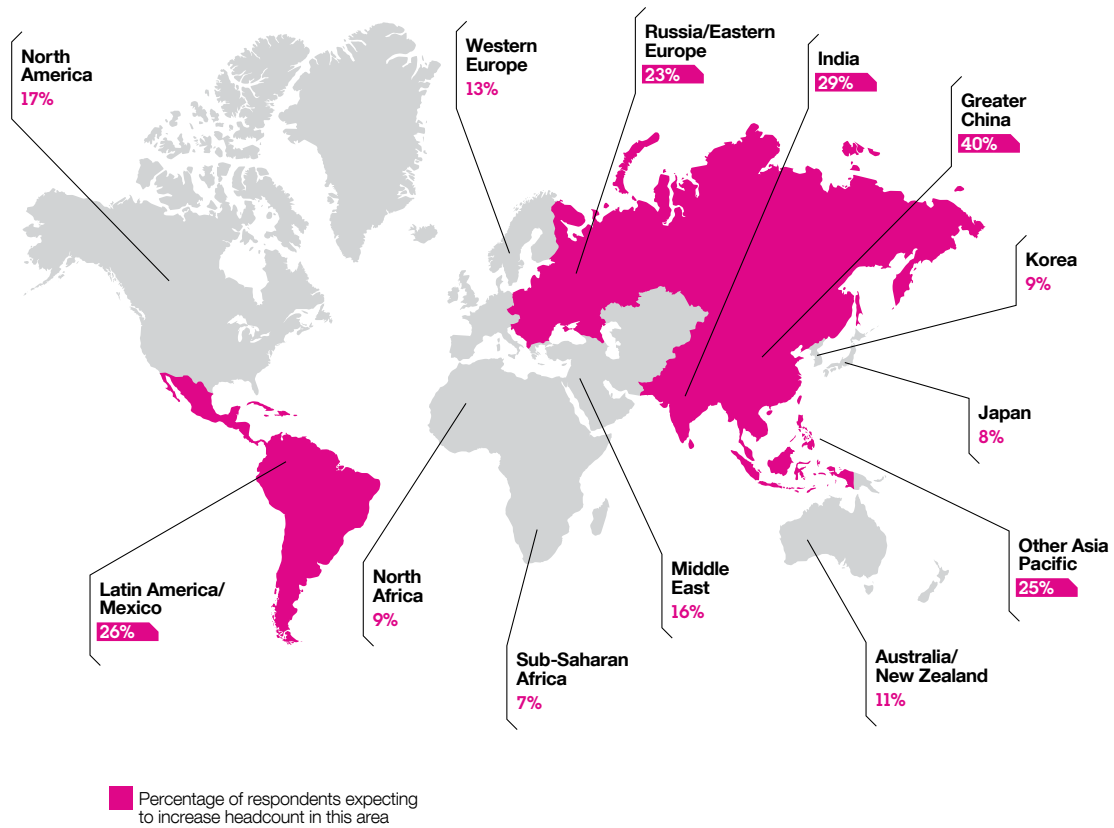 North
America
17%
Western
Europe
13%
Russia/Eastern
Europe
23%
India
29%
Greater
China
40%
Korea
9%
Japan
8%
Other Asia
Pacific
25%
Australia/
New Zealand
11%
Middle
East
16%
Sub-Saharan
Africa
7%
North
Africa
9%
Latin America/
Mexico
26%
Percentage of respondents expecting
to increase headcount in this area